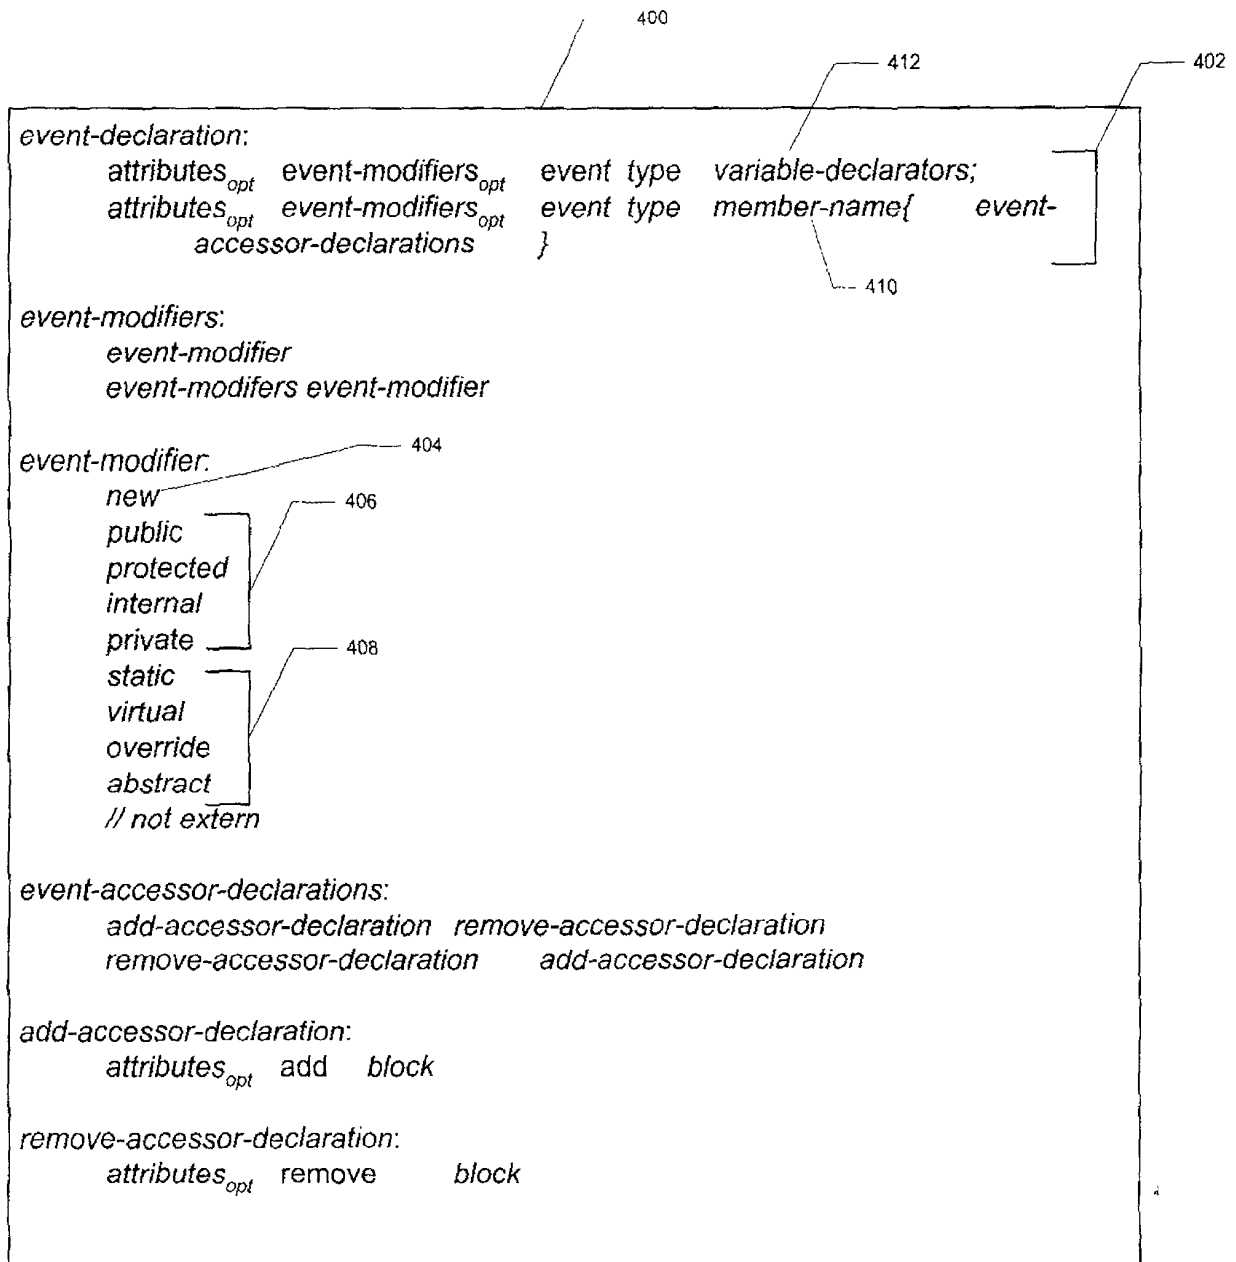 400
412
402
event-declaration:
attributesopt event-modifiersopt event type variable-declarators;
attributesopt event-modifiersopt event type member-name{ event-
accessor-declarations }
410
event-modifiers:
event-modifier
event-modifers event-modifier
404
event-modifier:
new
406
public
protected
internal
private
408
static
virtual
override
abstract
// not extern
event-accessor-declarations:
add-accessor-declaration remove-accessor-declaration
remove-accessor-declaration add-accessor-declaration
add-accessor-declaration:
attributesopt add block
remove-accessor-declaration:
attributesopt remove block